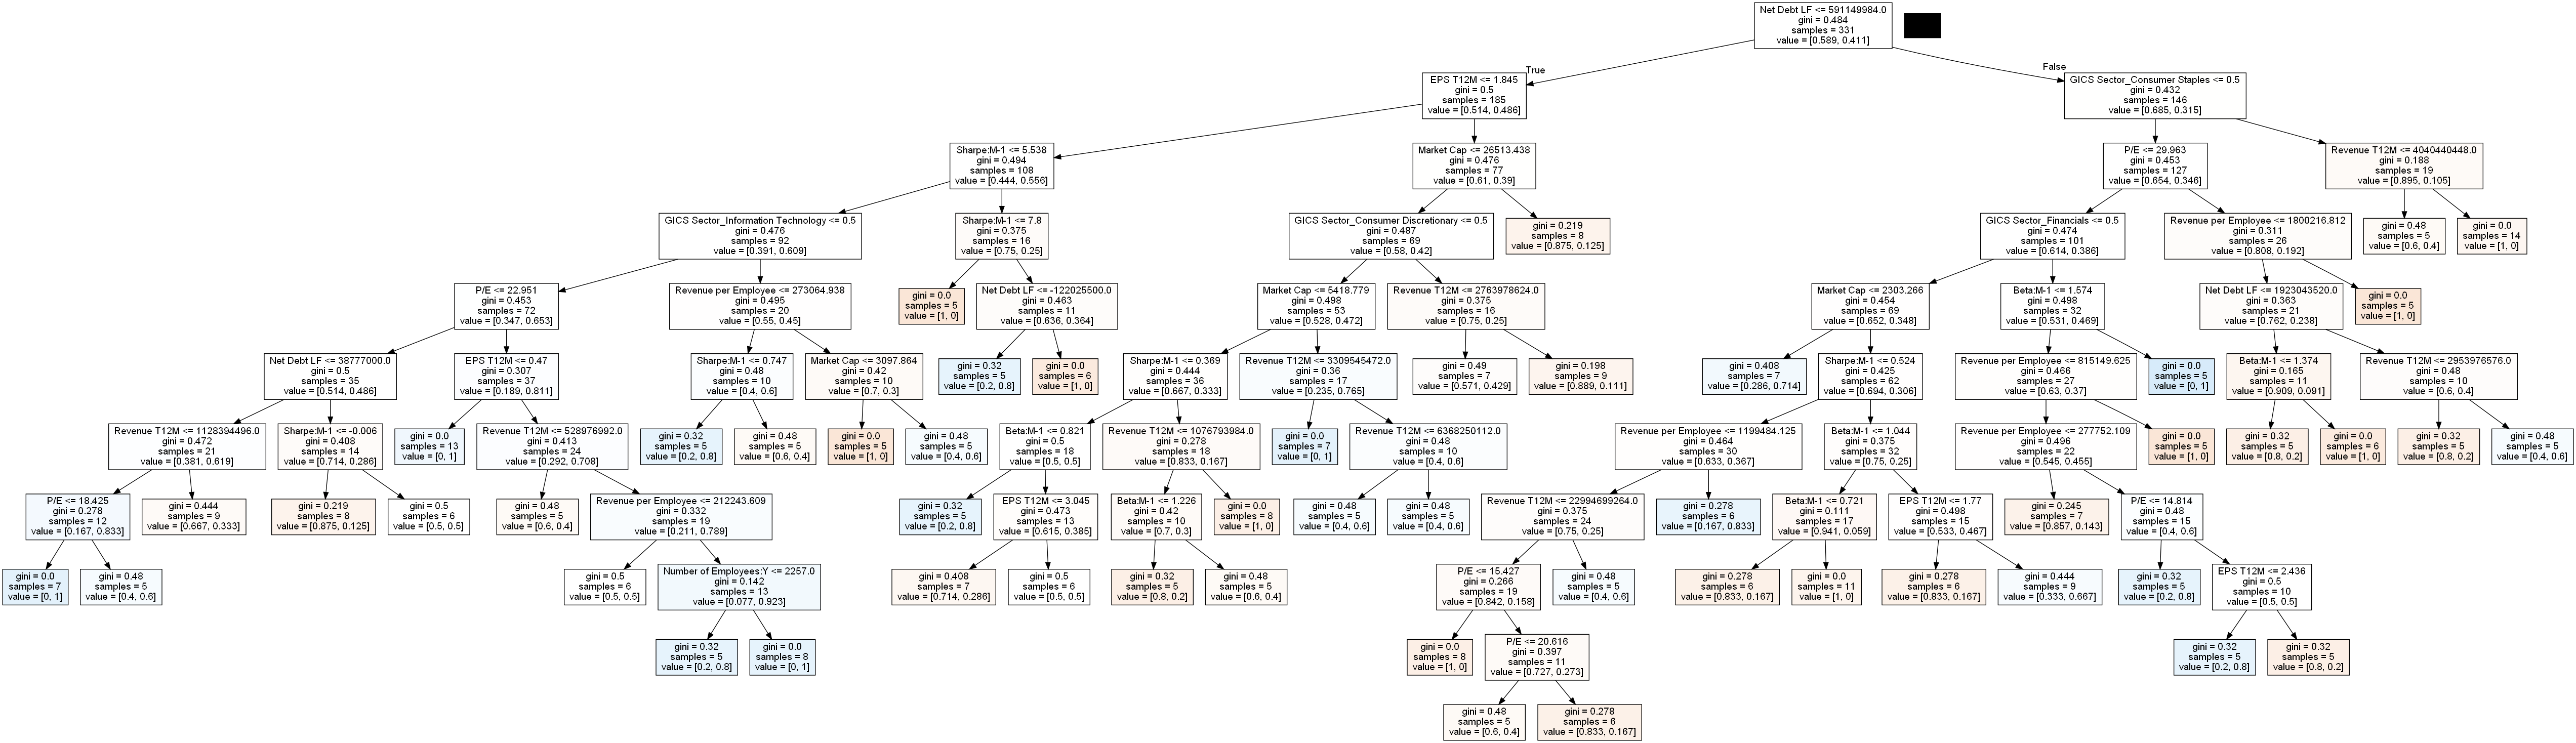 Net Debt LF <= 591149984.0
gini = 0.484
samples = 331
value = [0.589, 0.411]
True
False
EPS T12M <= 1.845
gini = 0.5
samples = 185
value = [0.514, 0.486]
GICS Sector_Consumer Staples <= 0.5
gini = 0.432
samples = 146
value = [0.685, 0.315]
Sharpe:M-1 <= 5.538
gini = 0.494
samples = 108
value = [0.444, 0.556]
Market Cap <= 26513.438
gini = 0.476
samples = 77
value = [0.61, 0.39]
P/E <= 29.963
gini = 0.453
samples = 127
value = [0.654, 0.346]
Revenue T12M <= 4040440448.0
gini = 0.188
samples = 19
value = [0.895, 0.105]
GICS Sector_Information Technology <= 0.5
gini = 0.476
samples = 92
value = [0.391, 0.609]
Sharpe:M-1 <= 7.8
gini = 0.375
samples = 16
value = [0.75, 0.25]
GICS Sector_Consumer Discretionary <= 0.5
gini = 0.487
samples = 69
value = [0.58, 0.42]
gini = 0.219
samples = 8
value = [0.875, 0.125]
GICS Sector_Financials <= 0.5
gini = 0.474
samples = 101
value = [0.614, 0.386]
Revenue per Employee <= 1800216.812
gini = 0.311
samples = 26
value = [0.808, 0.192]
gini = 0.48
samples = 5
value = [0.6, 0.4]
gini = 0.0
samples = 14
value = [1, 0]
P/E <= 22.951
gini = 0.453
samples = 72
value = [0.347, 0.653]
Revenue per Employee <= 273064.938
gini = 0.495
samples = 20
value = [0.55, 0.45]
gini = 0.0
samples = 5
value = [1, 0]
Net Debt LF <= -122025500.0
gini = 0.463
samples = 11
value = [0.636, 0.364]
Market Cap <= 5418.779
gini = 0.498
samples = 53
value = [0.528, 0.472]
Revenue T12M <= 2763978624.0
gini = 0.375
samples = 16
value = [0.75, 0.25]
Market Cap <= 2303.266
gini = 0.454
samples = 69
value = [0.652, 0.348]
Beta:M-1 <= 1.574
gini = 0.498
samples = 32
value = [0.531, 0.469]
Net Debt LF <= 1923043520.0
gini = 0.363
samples = 21
value = [0.762, 0.238]
gini = 0.0
samples = 5
value = [1, 0]
Net Debt LF <= 38777000.0
gini = 0.5
samples = 35
value = [0.514, 0.486]
EPS T12M <= 0.47
gini = 0.307
samples = 37
value = [0.189, 0.811]
Sharpe:M-1 <= 0.747
gini = 0.48
samples = 10
value = [0.4, 0.6]
Market Cap <= 3097.864
gini = 0.42
samples = 10
value = [0.7, 0.3]
gini = 0.32
samples = 5
value = [0.2, 0.8]
gini = 0.0
samples = 6
value = [1, 0]
Sharpe:M-1 <= 0.369
gini = 0.444
samples = 36
value = [0.667, 0.333]
Revenue T12M <= 3309545472.0
gini = 0.36
samples = 17
value = [0.235, 0.765]
gini = 0.49
samples = 7
value = [0.571, 0.429]
gini = 0.198
samples = 9
value = [0.889, 0.111]
gini = 0.408
samples = 7
value = [0.286, 0.714]
Sharpe:M-1 <= 0.524
gini = 0.425
samples = 62
value = [0.694, 0.306]
Revenue per Employee <= 815149.625
gini = 0.466
samples = 27
value = [0.63, 0.37]
gini = 0.0
samples = 5
value = [0, 1]
Beta:M-1 <= 1.374
gini = 0.165
samples = 11
value = [0.909, 0.091]
Revenue T12M <= 2953976576.0
gini = 0.48
samples = 10
value = [0.6, 0.4]
Revenue T12M <= 1128394496.0
gini = 0.472
samples = 21
value = [0.381, 0.619]
Sharpe:M-1 <= -0.006
gini = 0.408
samples = 14
value = [0.714, 0.286]
gini = 0.0
samples = 13
value = [0, 1]
Revenue T12M <= 528976992.0
gini = 0.413
samples = 24
value = [0.292, 0.708]
gini = 0.32
samples = 5
value = [0.2, 0.8]
gini = 0.48
samples = 5
value = [0.6, 0.4]
gini = 0.0
samples = 5
value = [1, 0]
gini = 0.48
samples = 5
value = [0.4, 0.6]
Beta:M-1 <= 0.821
gini = 0.5
samples = 18
value = [0.5, 0.5]
Revenue T12M <= 1076793984.0
gini = 0.278
samples = 18
value = [0.833, 0.167]
gini = 0.0
samples = 7
value = [0, 1]
Revenue T12M <= 6368250112.0
gini = 0.48
samples = 10
value = [0.4, 0.6]
Revenue per Employee <= 1199484.125
gini = 0.464
samples = 30
value = [0.633, 0.367]
Beta:M-1 <= 1.044
gini = 0.375
samples = 32
value = [0.75, 0.25]
Revenue per Employee <= 277752.109
gini = 0.496
samples = 22
value = [0.545, 0.455]
gini = 0.0
samples = 5
value = [1, 0]
gini = 0.32
samples = 5
value = [0.8, 0.2]
gini = 0.0
samples = 6
value = [1, 0]
gini = 0.32
samples = 5
value = [0.8, 0.2]
gini = 0.48
samples = 5
value = [0.4, 0.6]
P/E <= 18.425
gini = 0.278
samples = 12
value = [0.167, 0.833]
gini = 0.444
samples = 9
value = [0.667, 0.333]
gini = 0.219
samples = 8
value = [0.875, 0.125]
gini = 0.5
samples = 6
value = [0.5, 0.5]
gini = 0.48
samples = 5
value = [0.6, 0.4]
Revenue per Employee <= 212243.609
gini = 0.332
samples = 19
value = [0.211, 0.789]
gini = 0.32
samples = 5
value = [0.2, 0.8]
EPS T12M <= 3.045
gini = 0.473
samples = 13
value = [0.615, 0.385]
Beta:M-1 <= 1.226
gini = 0.42
samples = 10
value = [0.7, 0.3]
gini = 0.0
samples = 8
value = [1, 0]
gini = 0.48
samples = 5
value = [0.4, 0.6]
gini = 0.48
samples = 5
value = [0.4, 0.6]
Revenue T12M <= 22994699264.0
gini = 0.375
samples = 24
value = [0.75, 0.25]
gini = 0.278
samples = 6
value = [0.167, 0.833]
Beta:M-1 <= 0.721
gini = 0.111
samples = 17
value = [0.941, 0.059]
EPS T12M <= 1.77
gini = 0.498
samples = 15
value = [0.533, 0.467]
gini = 0.245
samples = 7
value = [0.857, 0.143]
P/E <= 14.814
gini = 0.48
samples = 15
value = [0.4, 0.6]
gini = 0.0
samples = 7
value = [0, 1]
gini = 0.48
samples = 5
value = [0.4, 0.6]
gini = 0.5
samples = 6
value = [0.5, 0.5]
Number of Employees:Y <= 2257.0
gini = 0.142
samples = 13
value = [0.077, 0.923]
gini = 0.408
samples = 7
value = [0.714, 0.286]
gini = 0.5
samples = 6
value = [0.5, 0.5]
gini = 0.32
samples = 5
value = [0.8, 0.2]
gini = 0.48
samples = 5
value = [0.6, 0.4]
P/E <= 15.427
gini = 0.266
samples = 19
value = [0.842, 0.158]
gini = 0.48
samples = 5
value = [0.4, 0.6]
gini = 0.278
samples = 6
value = [0.833, 0.167]
gini = 0.0
samples = 11
value = [1, 0]
gini = 0.278
samples = 6
value = [0.833, 0.167]
gini = 0.444
samples = 9
value = [0.333, 0.667]
gini = 0.32
samples = 5
value = [0.2, 0.8]
EPS T12M <= 2.436
gini = 0.5
samples = 10
value = [0.5, 0.5]
gini = 0.32
samples = 5
value = [0.2, 0.8]
gini = 0.0
samples = 8
value = [0, 1]
gini = 0.0
samples = 8
value = [1, 0]
P/E <= 20.616
gini = 0.397
samples = 11
value = [0.727, 0.273]
gini = 0.32
samples = 5
value = [0.2, 0.8]
gini = 0.32
samples = 5
value = [0.8, 0.2]
gini = 0.48
samples = 5
value = [0.6, 0.4]
gini = 0.278
samples = 6
value = [0.833, 0.167]